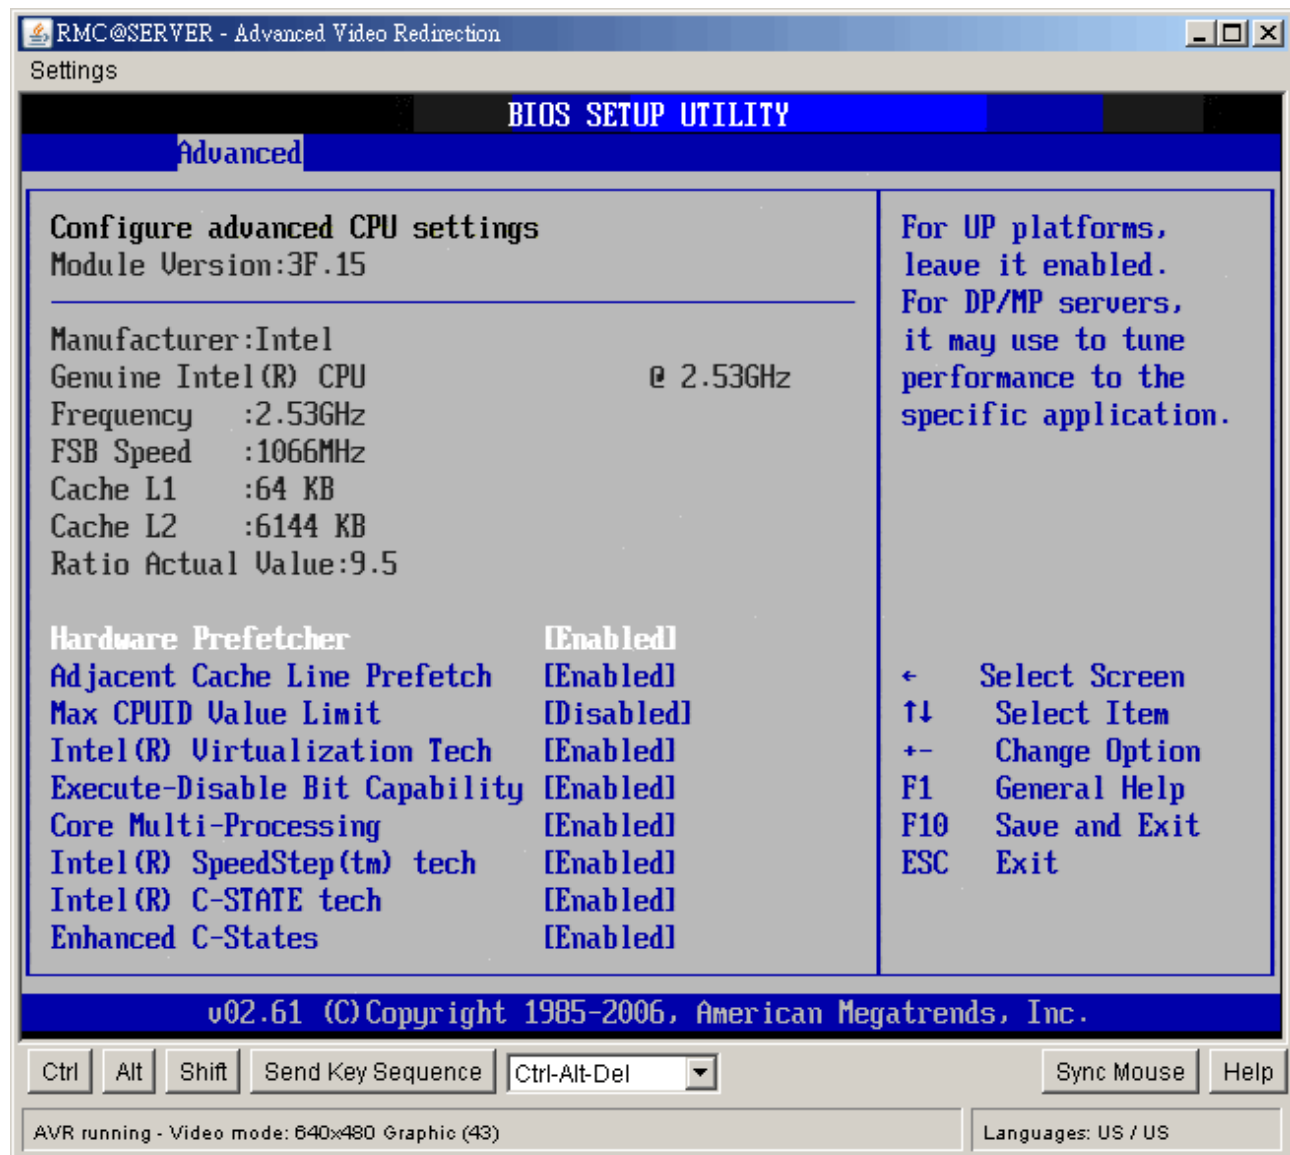 RMC@SERVER - Advanced Video Redirection
Settings
BIOS SETUP UTILITY
Advanced
Configure advanced CPU settings
Module Version:3F.15
Manufacturer:Intel
Genuine Intel(R) CPU @ 2.53GHz
Frequency :2.53GHz
FSB Speed :1066MHz
Cache L1 :64 KB
Cache L2 :6144 KB
Ratio Actual Value:9.5
Hardware Prefetcher [Enabled]
Adjacent Cache Line Prefetch [Enabled]
Max CPUID Value Limit [Disabled]
Intel(R) Virtualization Tech [Enabled]
Execute-Disable Bit Capability [Enabled]
Core Multi-Processing [Enabled]
Intel(R) SpeedStep(tm) tech [Enabled]
Intel(R) C-STATE tech [Enabled]
Enhanced C-States [Enabled]
For UP platforms,
leave it enabled.
For DP/MP servers,
it may use to tune
performance to the
specific application.
← Select Screen
↑↓ Select Item
+- Change Option
F1 General Help
F10 Save and Exit
ESC Exit
v02.61 (C)Copyright 1985-2006, American Megatrends, Inc.
Ctrl Alt Shift Send Key Sequence Ctrl-Alt-Del Sync Mouse Help
AVR running - Video mode: 640x480 Graphic (43) Languages: US / US